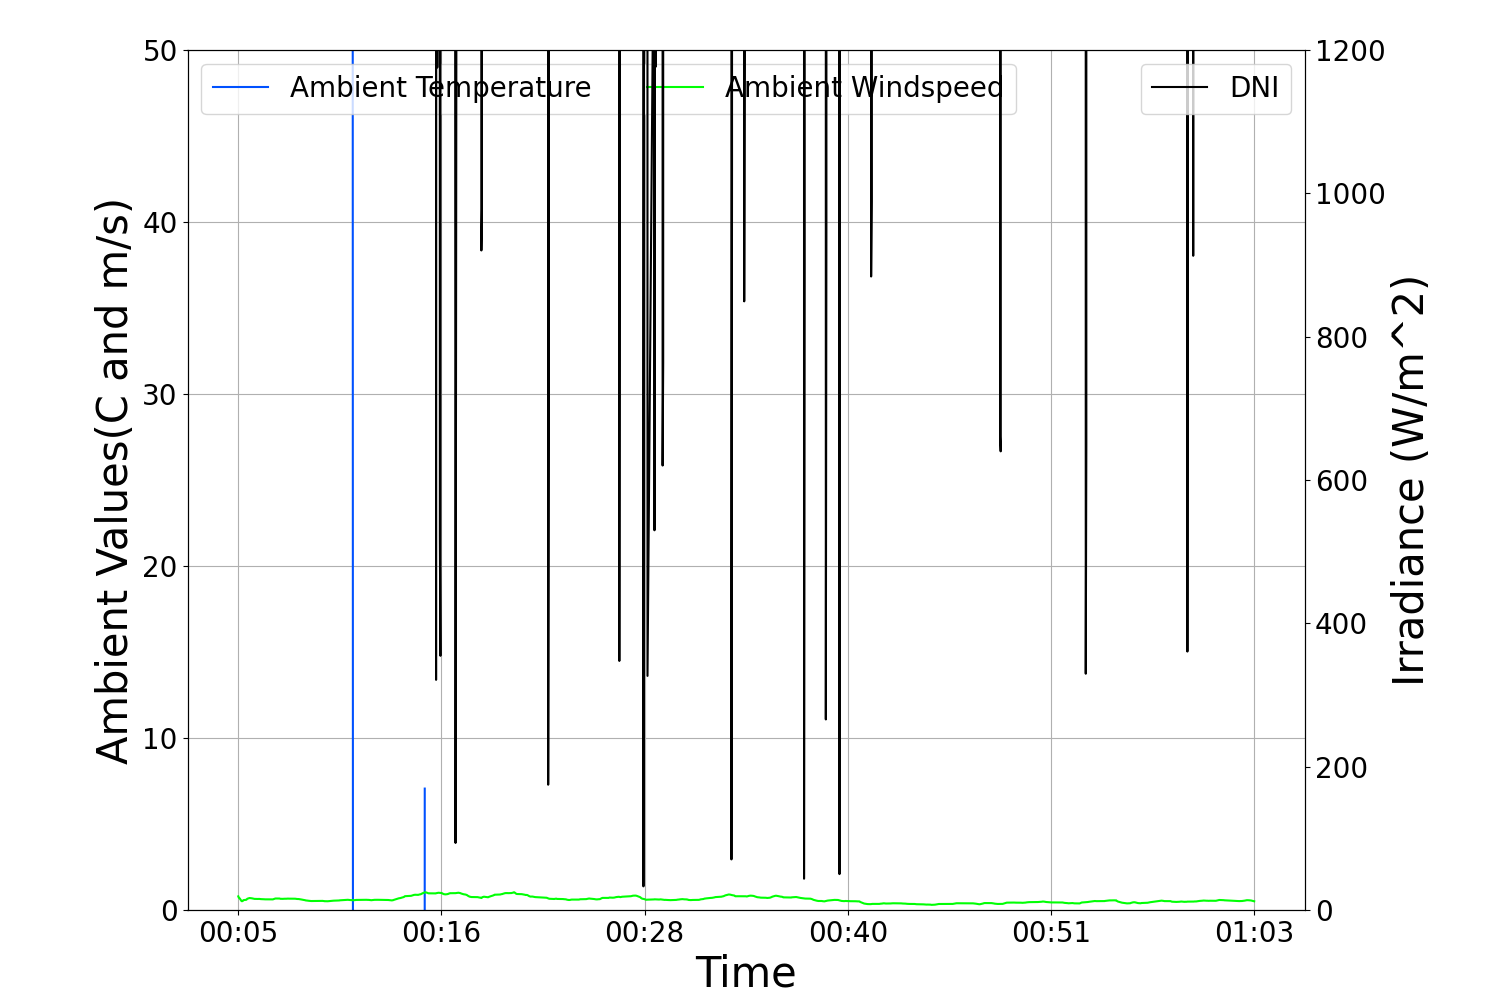 Ambient Temperature
Ambient Windspeed
DNI
50
40
30
20
10
0
Ambient Values(C and m/s)
1200
1000
800
600
400
200
0
Irradiance (W/m^2)
00:05 00:16 00:28 00:40 00:51 01:03
Time